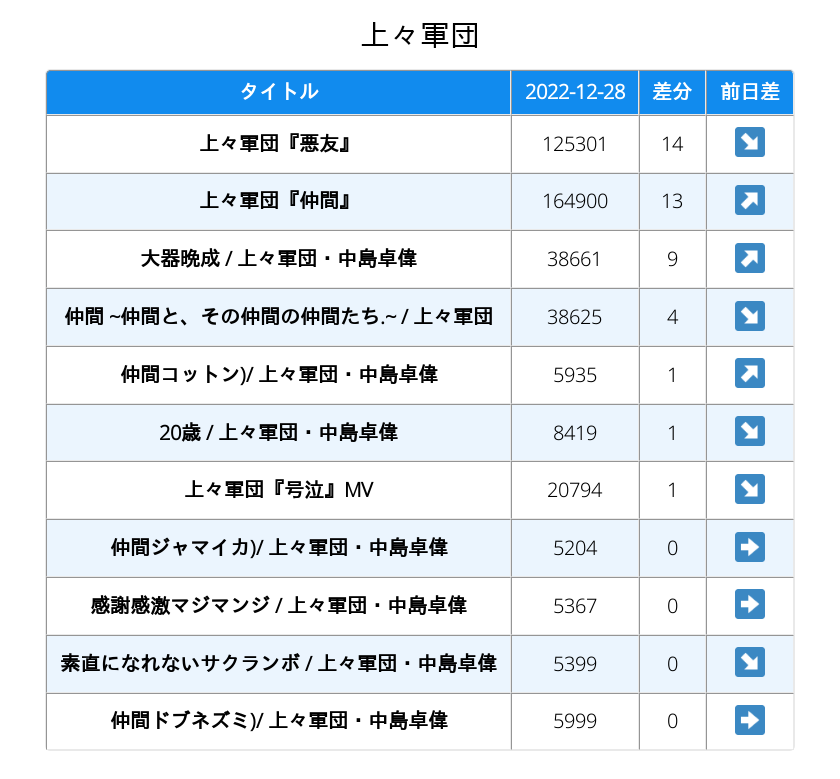 上々軍団
タイトル 2022-12-28 差分 前日差
上々軍団『悪友』 125301 14 ↘
上々軍団『仲間』 164900 13 ↗
大器晩成 / 上々軍団・中島卓偉 38661 9 ↗
仲間 ~仲間と、その仲間の仲間たち.~ / 上々軍団 38625 4 ↘
仲間コットン)/ 上々軍団・中島卓偉 5935 1 ↗
20歳 / 上々軍団・中島卓偉 8419 1 ↘
上々軍団『号泣』MV 20794 1 ↘
仲間ジャマイカ)/ 上々軍団・中島卓偉 5204 0 ➡
感謝感激マジマンジ / 上々軍団・中島卓偉 5367 0 ➡
素直になれないサクランボ / 上々軍団・中島卓偉 5399 0 ↘
仲間ドブネズミ)/ 上々軍団・中島卓偉 5999 0 ➡